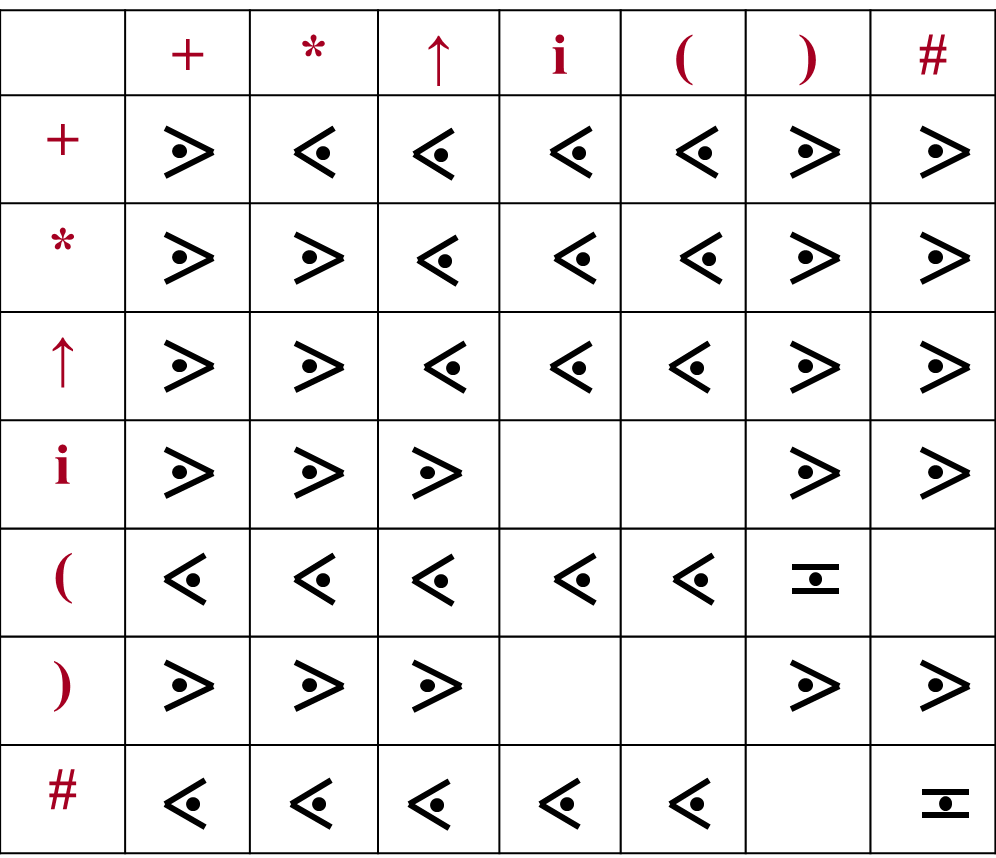 + * ↑ i ( ) #
+ ⋗ ⋖ ⋖ ⋖ ⋖ ⋗ ⋗
* ⋗ ⋗ ⋖ ⋖ ⋖ ⋗ ⋗
↑ ⋗ ⋗ ⋖ ⋖ ⋖ ⋗ ⋗
i ⋗ ⋗ ⋗ ⋗ ⋗
( ⋖ ⋖ ⋖ ⋖ ⋖ ≐
) ⋗ ⋗ ⋗ ⋗ ⋗
# ⋖ ⋖ ⋖ ⋖ ⋖ ≐